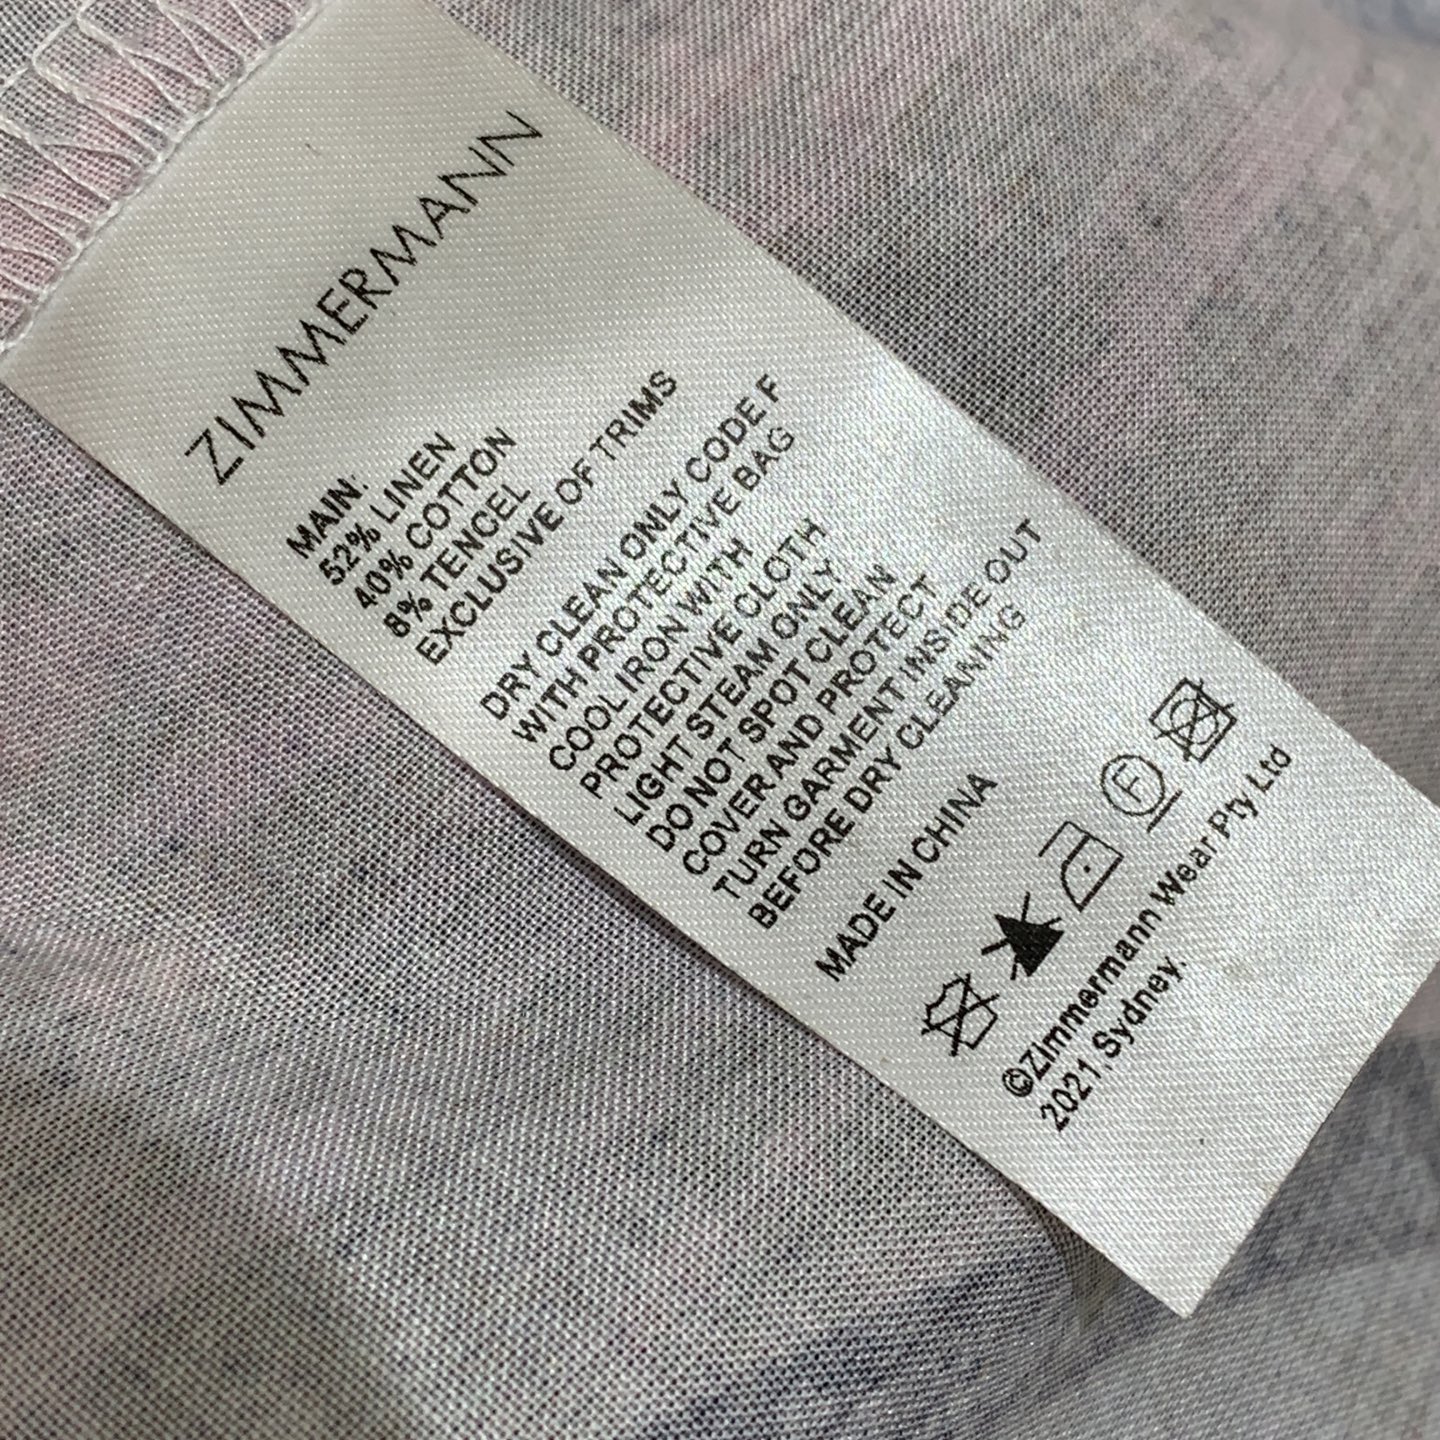 ZIMMERMANN
MAIN:
52% LINEN
40% COTTON
8% TENCEL
EXCLUSIVE OF TRIMS
DRY CLEAN ONLY CODE F
WITH PROTECTIVE BAG
COOL IRON WITH
PROTECTIVE CLOTH
LIGHT STEAM ONLY
DO NOT SPOT CLEAN
COVER AND PROTECT
TURN GARMENT INSIDE OUT
BEFORE DRY CLEANING
MADE IN CHINA
F
©Zimmermann Wear Pty Ltd
2021, Sydney.